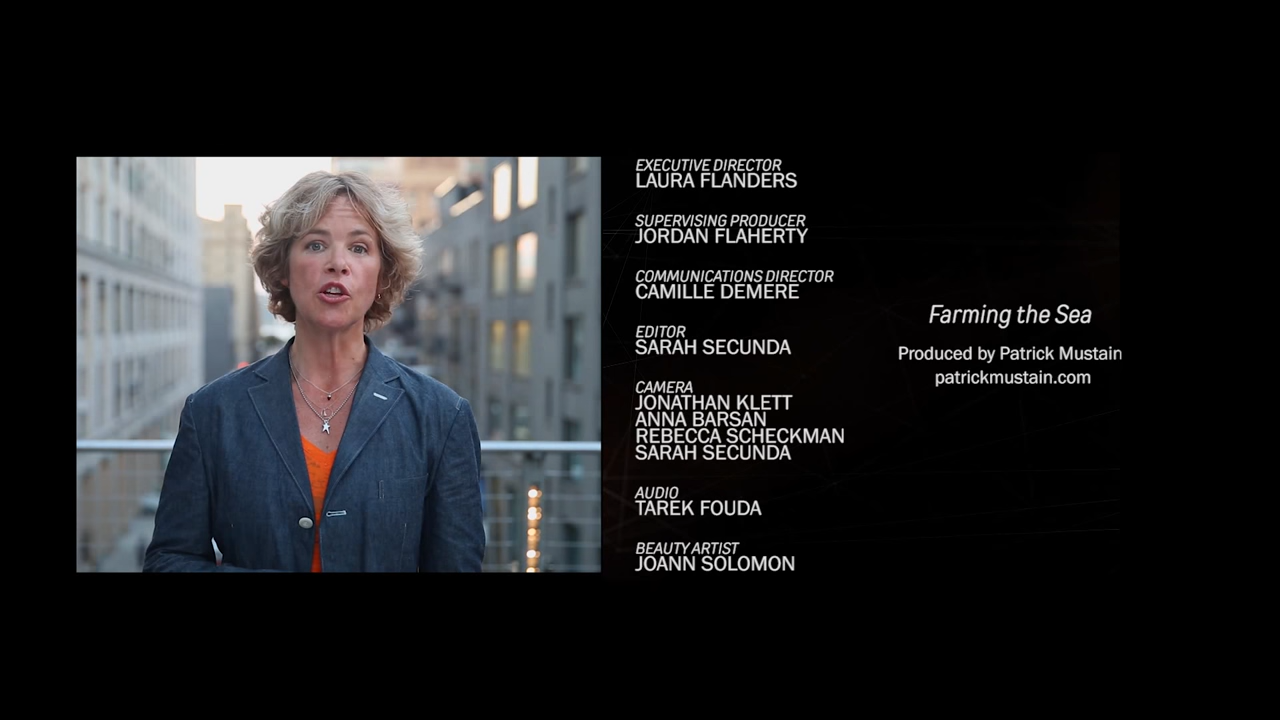 EXECUTIVE DIRECTOR
LAURA FLANDERS
SUPERVISING PRODUCER
JORDAN FLAHERTY
COMMUNICATIONS DIRECTOR
CAMILLE DEMERE
EDITOR
SARAH SECUNDA
CAMERA
JONATHAN KLETT
ANNA BARSAN
REBECCA SCHECKMAN
SARAH SECUNDA
AUDIO
TAREK FOUDA
BEAUTY ARTIST
JOANN SOLOMON
Farming the Sea
Produced by Patrick Mustain
patrickmustain.com